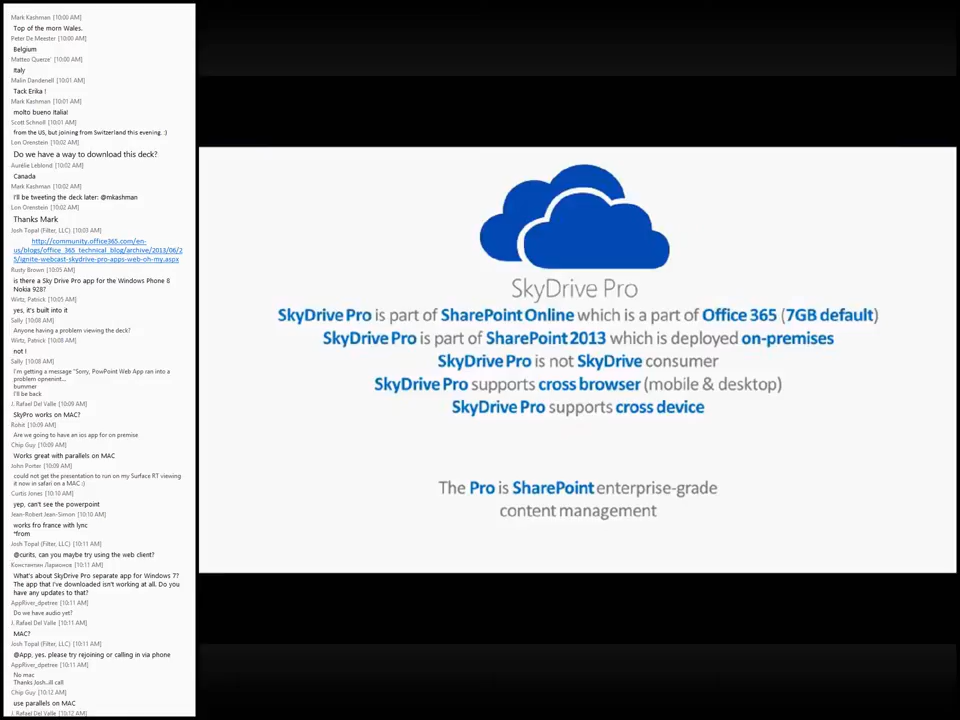 Mark Kashman [10:00 AM]
Top of the morn Wales.
Peter De Meester [10:00 AM]
Belgium
Matteo Querze' [10:00 AM]
Italy
Malin Dandenell [10:01 AM]
Tack Erika !
Mark Kashman [10:01 AM]
molto bueno Italia!
Scott Schnoll [10:01 AM]
from the US, but joining from Switzerland this evening. :)
Lon Orenstein [10:02 AM]
Do we have a way to download this deck?
Aurélie Leblond [10:02 AM]
Canada
Mark Kashman [10:02 AM]
I'll be tweeting the deck later: @mkashman
Lon Orenstein [10:02 AM]
Thanks Mark
Josh Topal (Filter, LLC) [10:03 AM]
http://community.office365.com/en-
us/blogs/office_365_technical_blog/archive/2013/06/2
5/ignite-webcast-skydrive-pro-apps-web-oh-my.aspx
Rusty Brown [10:05 AM]
is there a Sky Drive Pro app for the Windows Phone 8
Nokia 928?
Wirtz, Patrick [10:05 AM]
yes, it's built into it
Sally [10:08 AM]
Anyone having a problem viewing the deck?
Wirtz, Patrick [10:08 AM]
not I
Sally [10:08 AM]
I'm getting a message "Sorry, PowPoint Web App ran into a
problem opnenint...
bummer
I'll be back
J. Rafael Del Valle [10:09 AM]
SkyPro works on MAC?
Rohit [10:09 AM]
Are we going to have an ios app for on premise
Chip Guy [10:09 AM]
Works great with parallels on MAC
John Porter [10:09 AM]
could not get the presentation to run on my Surface RT viewing
it now in safari on a MAC :)
Curtis Jones [10:10 AM]
yep, can't see the powerpoint
Jean-Robert Jean-Simon [10:10 AM]
works fro france with lync
*from
Josh Topal (Filter, LLC) [10:11 AM]
@curits, can you maybe try using the web client?
Константин Ларионов [10:11 AM]
What's about SkyDrive Pro separate app for Windows 7?
The app that I've downloaded isn't working at all. Do you
have any updates to that?
AppRiver_dpetree [10:11 AM]
Do we have audio yet?
J. Rafael Del Valle [10:11 AM]
MAC?
Josh Topal (Filter, LLC) [10:11 AM]
@App, yes. please try rejoining or calling in via phone
AppRiver_dpetree [10:11 AM]
No mac
Thanks Josh..ill call
Chip Guy [10:12 AM]
use parallels on MAC
J. Rafael Del Valle [10:12 AM]
SkyDrive Pro
SkyDrive Pro is part of SharePoint Online which is a part of Office 365 (7GB default)
SkyDrive Pro is part of SharePoint 2013 which is deployed on-premises
SkyDrive Pro is not SkyDrive consumer
SkyDrive Pro supports cross browser (mobile & desktop)
SkyDrive Pro supports cross device
The Pro is SharePoint enterprise-grade
content management